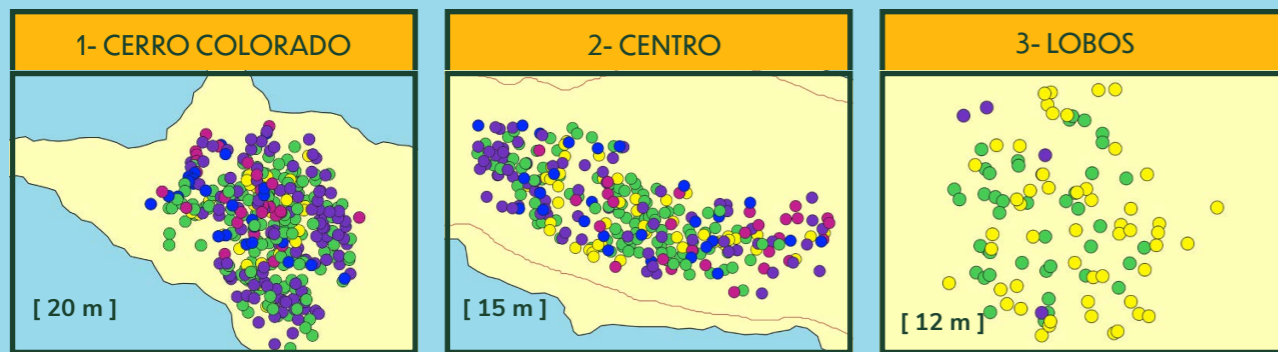 1- CERRO COLORADO
2- CENTRO
3- LOBOS
[ 20 m ]
[ 15 m ]
[ 12 m ]